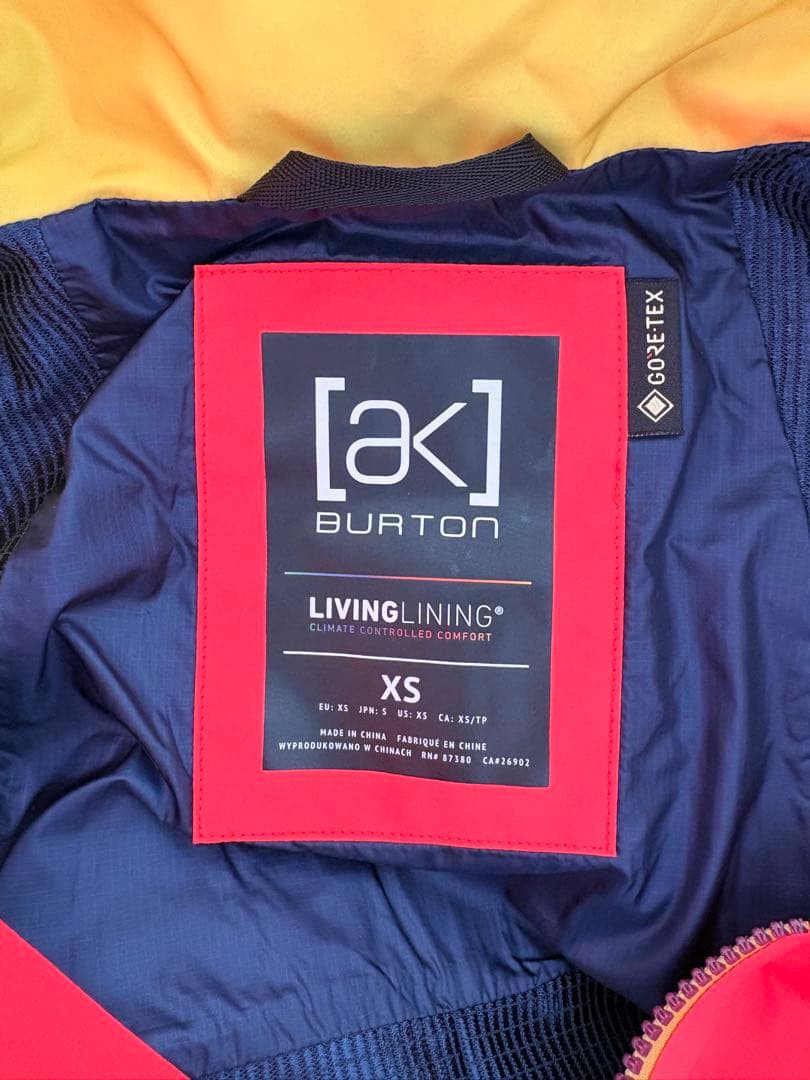 [ak]
BURTON
LIVINGLINING®
CLIMATE CONTROLLED COMFORT
XS
EU: XS JPN: S US: XS CA: XS/TP
MADE IN CHINA FABRIQUÉ EN CHINE
WYPRODUKOWANO W CHINACH RN# 87380 CA#26902
GORE-TEX